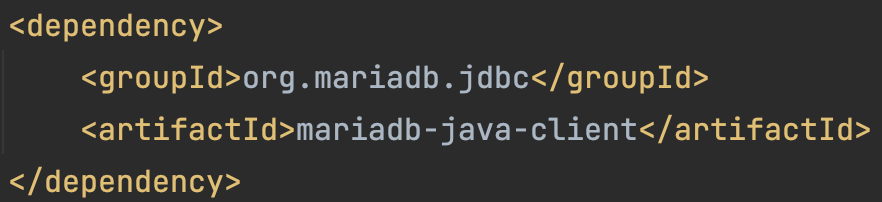 <dependency>
<groupId>org.mariadb.jdbc</groupId>
<artifactId>mariadb-java-client</artifactId>
</dependency>